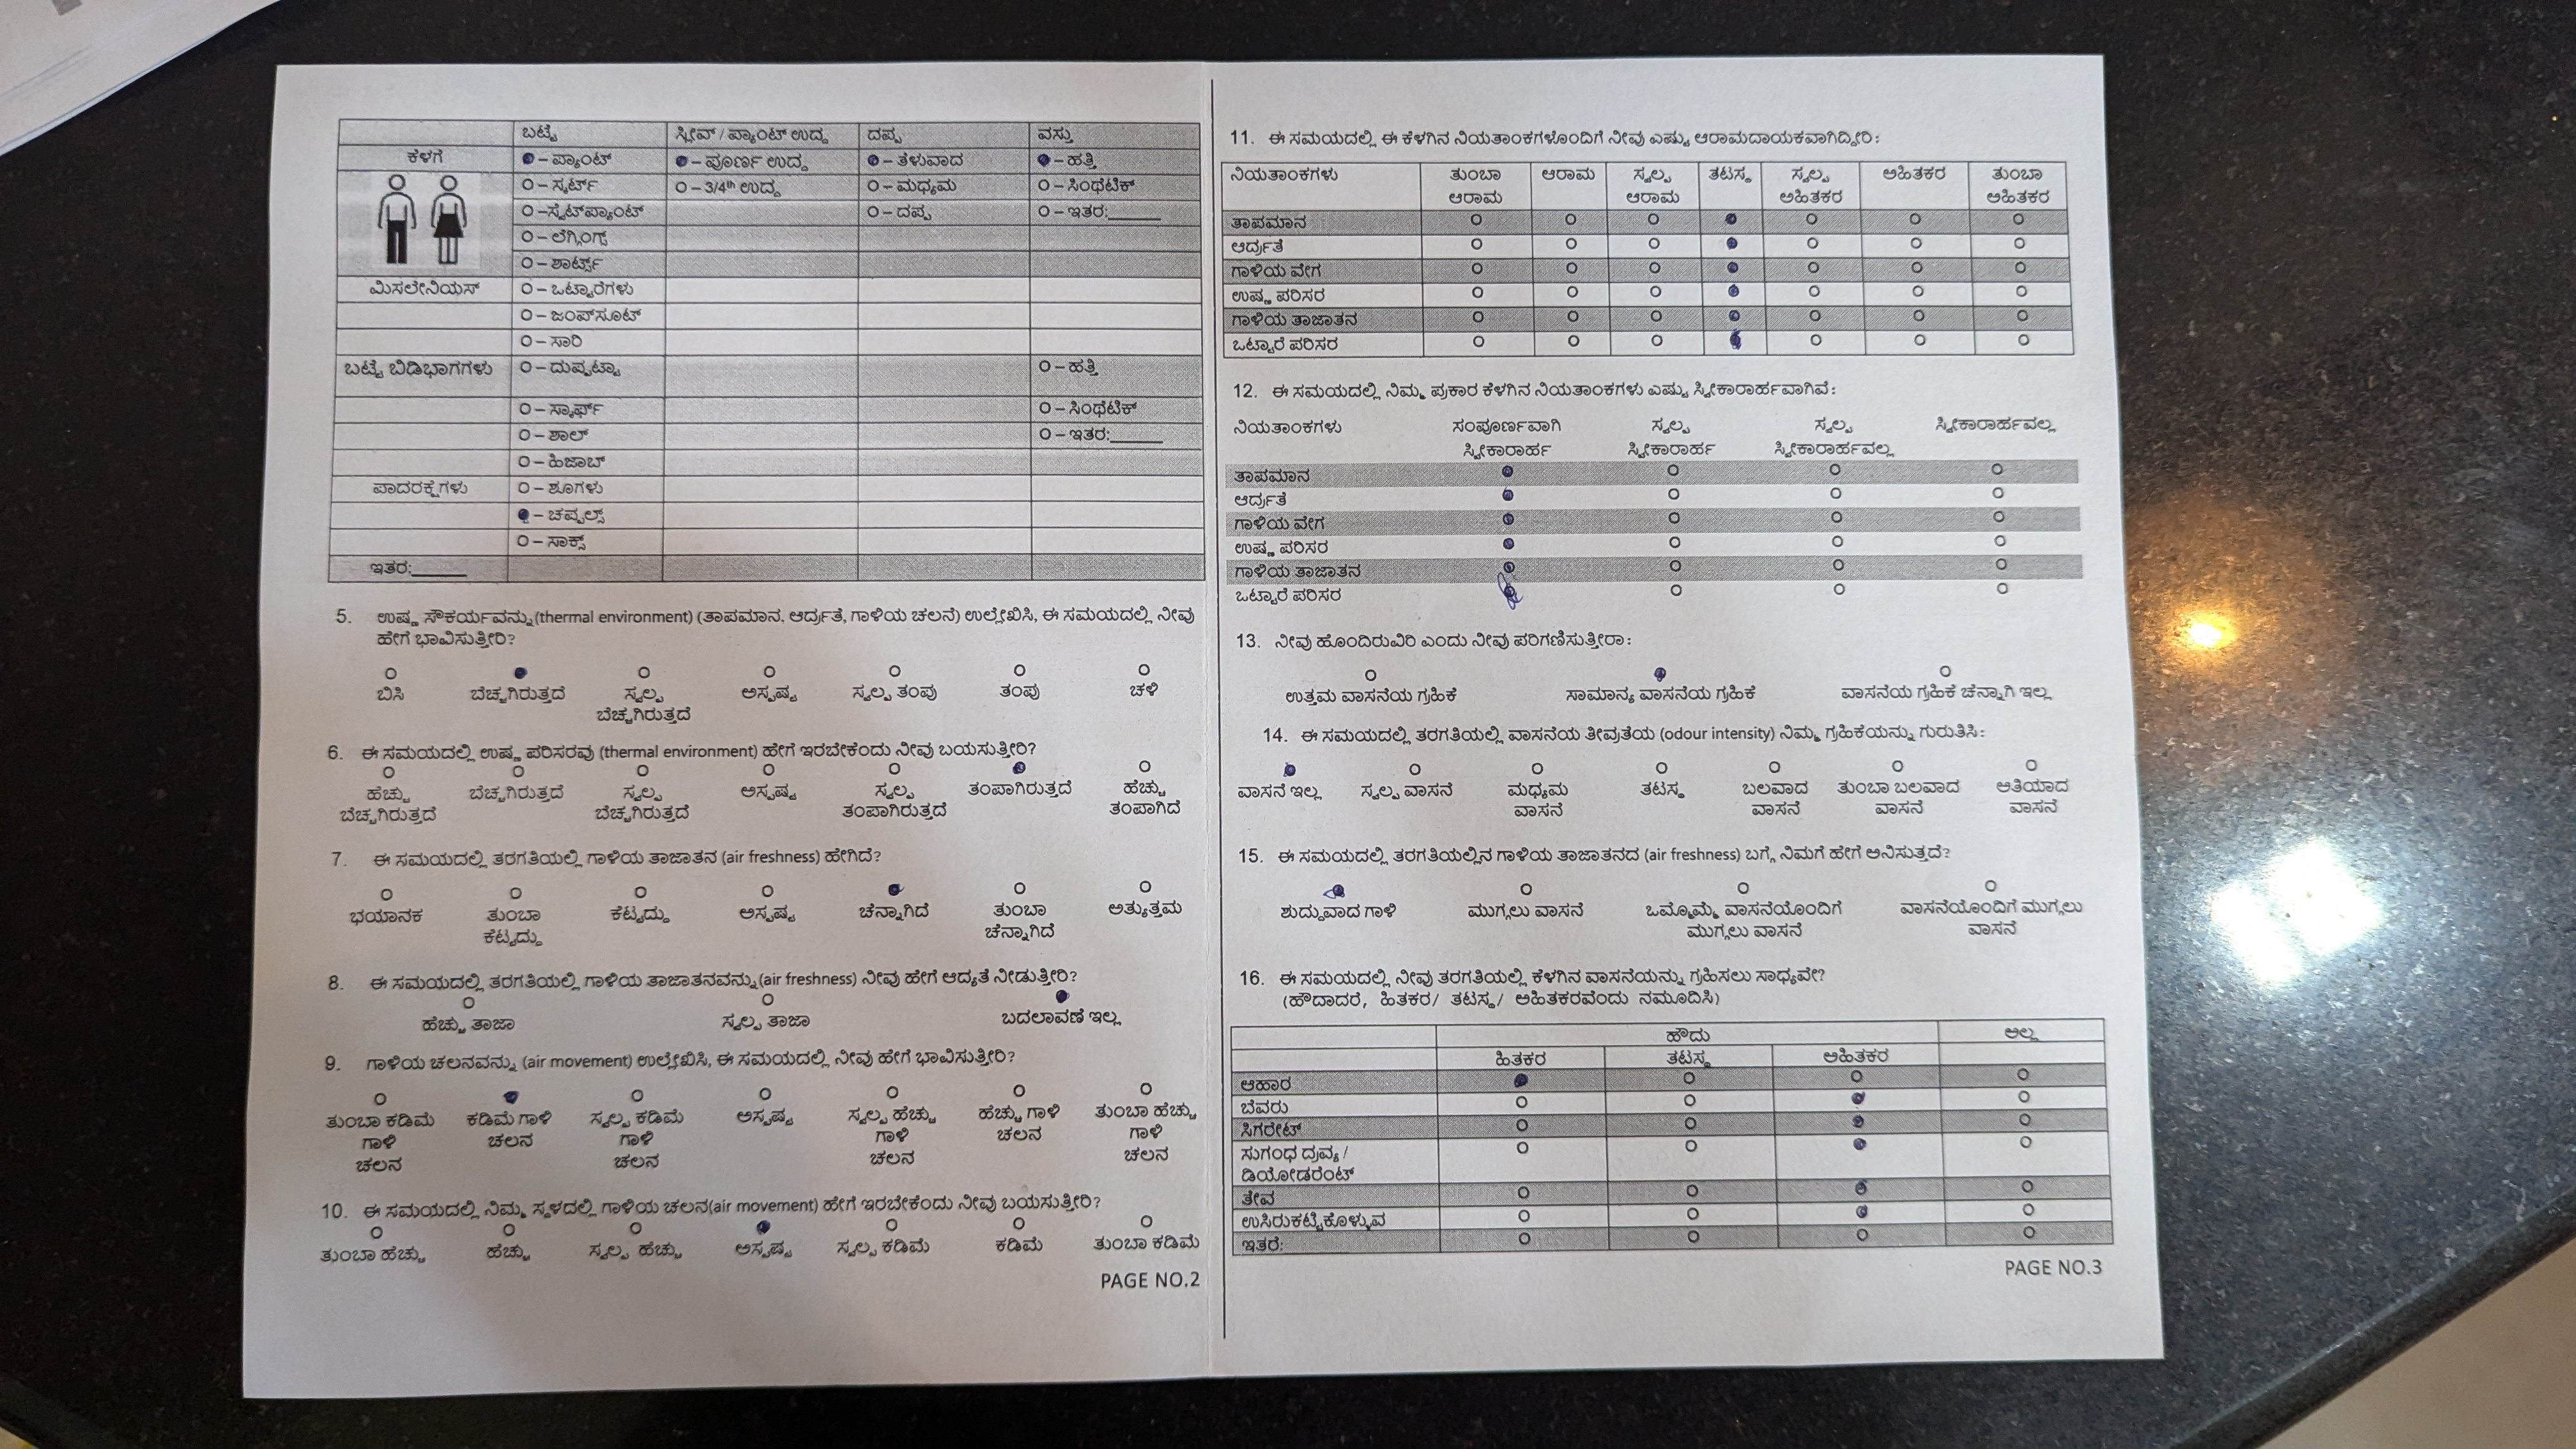 ಬಟ್ಟೆ ಸ್ಲೀವ್ / ಪ್ಯಾಂಟ್ ಉದ್ದ ದಪ್ಪ ವಸ್ತು
ಕೆಳಗೆ – ಪ್ಯಾಂಟ್ – ಪೂರ್ಣ ಉದ್ದ – ತೆಳುವಾದ – ಹತ್ತಿ
O – ಸ್ಕರ್ಟ್ O – 3/4th ಉದ್ದ O – ಮಧ್ಯಮ O – ಸಿಂಥೆಟಿಕ್
O –ಸ್ವೆಟ್‌ಪ್ಯಾಂಟ್ O – ದಪ್ಪ O – ಇತರ:______
O – ಲೆಗ್ಗಿಂಗ್ಸ್
O – ಶಾರ್ಟ್ಸ್
ಮಿಸಲೇನಿಯಸ್ O – ಒಟ್ಟಾರೆಗಳು
O – ಜಂಪ್‌ಸೂಟ್
O – ಸಾರಿ
ಬಟ್ಟೆ ಬಿಡಿಭಾಗಗಳು O – ದುಪ್ಪಟ್ಟಾ O – ಹತ್ತಿ
O – ಸ್ಕಾರ್ಫ್ O – ಸಿಂಥೆಟಿಕ್
O – ಶಾಲ್ O – ಇತರ:______
O – ಹಿಜಾಬ್
ಪಾದರಕ್ಷೆಗಳು O – ಶೂಗಳು
– ಚಪ್ಪಲ್ಸ್
O – ಸಾಕ್ಸ್
ಇತರ:______
5. ಉಷ್ಣ ಸೌಕರ್ಯವನ್ನು (thermal environment) (ತಾಪಮಾನ, ಆರ್ದ್ರತೆ, ಗಾಳಿಯ ಚಲನೆ) ಉಲ್ಲೇಖಿಸಿ, ಈ ಸಮಯದಲ್ಲಿ ನೀವು
ಹೇಗೆ ಭಾವಿಸುತ್ತೀರಿ?
ಬಿಸಿ ಬೆಚ್ಚಗಿರುತ್ತದೆ ಸ್ವಲ್ಪ ಅಸ್ಪಷ್ಟ ಸ್ವಲ್ಪ ತಂಪು ತಂಪು ಚಳಿ
ಬೆಚ್ಚಗಿರುತ್ತದೆ
6. ಈ ಸಮಯದಲ್ಲಿ ಉಷ್ಣ ಪರಿಸರವು (thermal environment) ಹೇಗೆ ಇರಬೇಕೆಂದು ನೀವು ಬಯಸುತ್ತೀರಿ?
ಹೆಚ್ಚು ಬೆಚ್ಚಗಿರುತ್ತದೆ ಸ್ವಲ್ಪ ಅಸ್ಪಷ್ಟ ಸ್ವಲ್ಪ ತಂಪಾಗಿರುತ್ತದೆ ಹೆಚ್ಚು
ಬೆಚ್ಚಗಿರುತ್ತದೆ ಬೆಚ್ಚಗಿರುತ್ತದೆ ತಂಪಾಗಿರುತ್ತದೆ ತಂಪಾಗಿದೆ
7. ಈ ಸಮಯದಲ್ಲಿ ತರಗತಿಯಲ್ಲಿ ಗಾಳಿಯ ತಾಜಾತನ (air freshness) ಹೇಗಿದೆ?
ಭಯಾನಕ ತುಂಬಾ ಕೆಟ್ಟದ್ದು ಅಸ್ಪಷ್ಟ ಚೆನ್ನಾಗಿದೆ ತುಂಬಾ ಅತ್ಯುತ್ತಮ
ಕೆಟ್ಟದ್ದು ಚೆನ್ನಾಗಿದೆ
8. ಈ ಸಮಯದಲ್ಲಿ ತರಗತಿಯಲ್ಲಿ ಗಾಳಿಯ ತಾಜಾತನವನ್ನು (air freshness) ನೀವು ಹೇಗೆ ಆದ್ಯತೆ ನೀಡುತ್ತೀರಿ?
ಹೆಚ್ಚು ತಾಜಾ ಸ್ವಲ್ಪ ತಾಜಾ ಬದಲಾವಣೆ ಇಲ್ಲ
9. ಗಾಳಿಯ ಚಲನವನ್ನು (air movement) ಉಲ್ಲೇಖಿಸಿ, ಈ ಸಮಯದಲ್ಲಿ ನೀವು ಹೇಗೆ ಭಾವಿಸುತ್ತೀರಿ?
ತುಂಬಾ ಕಡಿಮೆ ಕಡಿಮೆ ಗಾಳಿ ಸ್ವಲ್ಪ ಕಡಿಮೆ ಅಸ್ಪಷ್ಟ ಸ್ವಲ್ಪ ಹೆಚ್ಚು ಹೆಚ್ಚು ಗಾಳಿ ತುಂಬಾ ಹೆಚ್ಚು
ಗಾಳಿ ಚಲನ ಗಾಳಿ ಗಾಳಿ ಚಲನ ಗಾಳಿ
ಚಲನ ಚಲನ ಚಲನ ಚಲನ
10. ಈ ಸಮಯದಲ್ಲಿ ನಿಮ್ಮ ಸ್ಥಳದಲ್ಲಿ ಗಾಳಿಯ ಚಲನ(air movement) ಹೇಗೆ ಇರಬೇಕೆಂದು ನೀವು ಬಯಸುತ್ತೀರಿ?
ತುಂಬಾ ಹೆಚ್ಚು ಹೆಚ್ಚು ಸ್ವಲ್ಪ ಹೆಚ್ಚು ಅಸ್ಪಷ್ಟ ಸ್ವಲ್ಪ ಕಡಿಮೆ ಕಡಿಮೆ ತುಂಬಾ ಕಡಿಮೆ
PAGE NO.2
11. ಈ ಸಮಯದಲ್ಲಿ ಈ ಕೆಳಗಿನ ನಿಯತಾಂಕಗಳೊಂದಿಗೆ ನೀವು ಎಷ್ಟು ಆರಾಮದಾಯಕವಾಗಿದ್ದೀರಿ:
ನಿಯತಾಂಕಗಳು ತುಂಬಾ ಆರಾಮ ಸ್ವಲ್ಪ ತಟಸ್ಥ ಸ್ವಲ್ಪ ಅಹಿತಕರ ತುಂಬಾ
ಆರಾಮ ಆರಾಮ ಅಹಿತಕರ ಅಹಿತಕರ
ತಾಪಮಾನ
ಆರ್ದ್ರತೆ
ಗಾಳಿಯ ವೇಗ
ಉಷ್ಣ ಪರಿಸರ
ಗಾಳಿಯ ತಾಜಾತನ
ಒಟ್ಟಾರೆ ಪರಿಸರ
12. ಈ ಸಮಯದಲ್ಲಿ ನಿಮ್ಮ ಪ್ರಕಾರ ಕೆಳಗಿನ ನಿಯತಾಂಕಗಳು ಎಷ್ಟು ಸ್ವೀಕಾರಾರ್ಹವಾಗಿವೆ:
ನಿಯತಾಂಕಗಳು ಸಂಪೂರ್ಣವಾಗಿ ಸ್ವಲ್ಪ ಸ್ವಲ್ಪ ಸ್ವೀಕಾರಾರ್ಹವಲ್ಲ
ಸ್ವೀಕಾರಾರ್ಹ ಸ್ವೀಕಾರಾರ್ಹ ಸ್ವೀಕಾರಾರ್ಹವಲ್ಲ
ತಾಪಮಾನ
ಆರ್ದ್ರತೆ
ಗಾಳಿಯ ವೇಗ
ಉಷ್ಣ ಪರಿಸರ
ಗಾಳಿಯ ತಾಜಾತನ
ಒಟ್ಟಾರೆ ಪರಿಸರ
13. ನೀವು ಹೊಂದಿರುವಿರಿ ಎಂದು ನೀವು ಪರಿಗಣಿಸುತ್ತೀರಾ:
ಉತ್ತಮ ವಾಸನೆಯ ಗ್ರಹಿಕೆ ಸಾಮಾನ್ಯ ವಾಸನೆಯ ಗ್ರಹಿಕೆ ವಾಸನೆಯ ಗ್ರಹಿಕೆ ಚೆನ್ನಾಗಿ ಇಲ್ಲ
14. ಈ ಸಮಯದಲ್ಲಿ ತರಗತಿಯಲ್ಲಿ ವಾಸನೆಯ ತೀವ್ರತೆಯ (odour intensity) ನಿಮ್ಮ ಗ್ರಹಿಕೆಯನ್ನು ಗುರುತಿಸಿ:
ವಾಸನೆ ಇಲ್ಲ ಸ್ವಲ್ಪ ವಾಸನೆ ಮಧ್ಯಮ ತಟಸ್ಥ ಬಲವಾದ ತುಂಬಾ ಬಲವಾದ ಅತಿಯಾದ
ವಾಸನೆ ವಾಸನೆ ವಾಸನೆ ವಾಸನೆ
15. ಈ ಸಮಯದಲ್ಲಿ ತರಗತಿಯಲ್ಲಿನ ಗಾಳಿಯ ತಾಜಾತನದ (air freshness) ಬಗ್ಗೆ ನಿಮಗೆ ಹೇಗೆ ಅನಿಸುತ್ತದೆ?
ಶುದ್ದುವಾದ ಗಾಳಿ ಮುಗ್ಗಲು ವಾಸನೆ ಒಮ್ಮೊಮ್ಮೆ ವಾಸನೆಯೊಂದಿಗೆ ವಾಸನೆಯೊಂದಿಗೆ ಮುಗ್ಗಲು
ಮುಗ್ಗಲು ವಾಸನೆ ವಾಸನೆ
16. ಈ ಸಮಯದಲ್ಲಿ ನೀವು ತರಗತಿಯಲ್ಲಿ ಕೆಳಗಿನ ವಾಸನೆಯನ್ನು ಗ್ರಹಿಸಲು ಸಾಧ್ಯವೇ?
(ಹೌದಾದರೆ, ಹಿತಕರ/ ತಟಸ್ಥ/ ಅಹಿತಕರವೆಂದು ನಮೂದಿಸಿ)
ಹೌದು ಅಲ್ಲ
ಹಿತಕರ ತಟಸ್ಥ ಅಹಿತಕರ
ಆಹಾರ
ಬೆವರು
ಸಿಗರೇಟ್
ಸುಗಂಧ ದ್ರವ್ಯ /
ಡಿಯೋಡರೆಂಟ್
ತೇವ
ಉಸಿರುಕಟ್ಟಿಕೊಳ್ಳುವ
ಇತರೆ:
PAGE NO.3